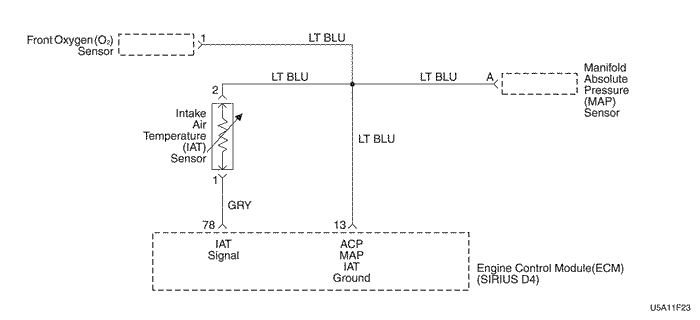 Front Oxygen (O₂)
Sensor
1
LT BLU
LT BLU
LT BLU
A
Manifold
Absolute
Pressure
(MAP)
Sensor
2
Intake
Air
Temperature
(IAT)
Sensor
LT BLU
1
GRY
78
13
IAT
Signal
ACP
MAP
IAT
Ground
Engine Control Module(ECM)
(SIRIUS D4)
U5A11F23